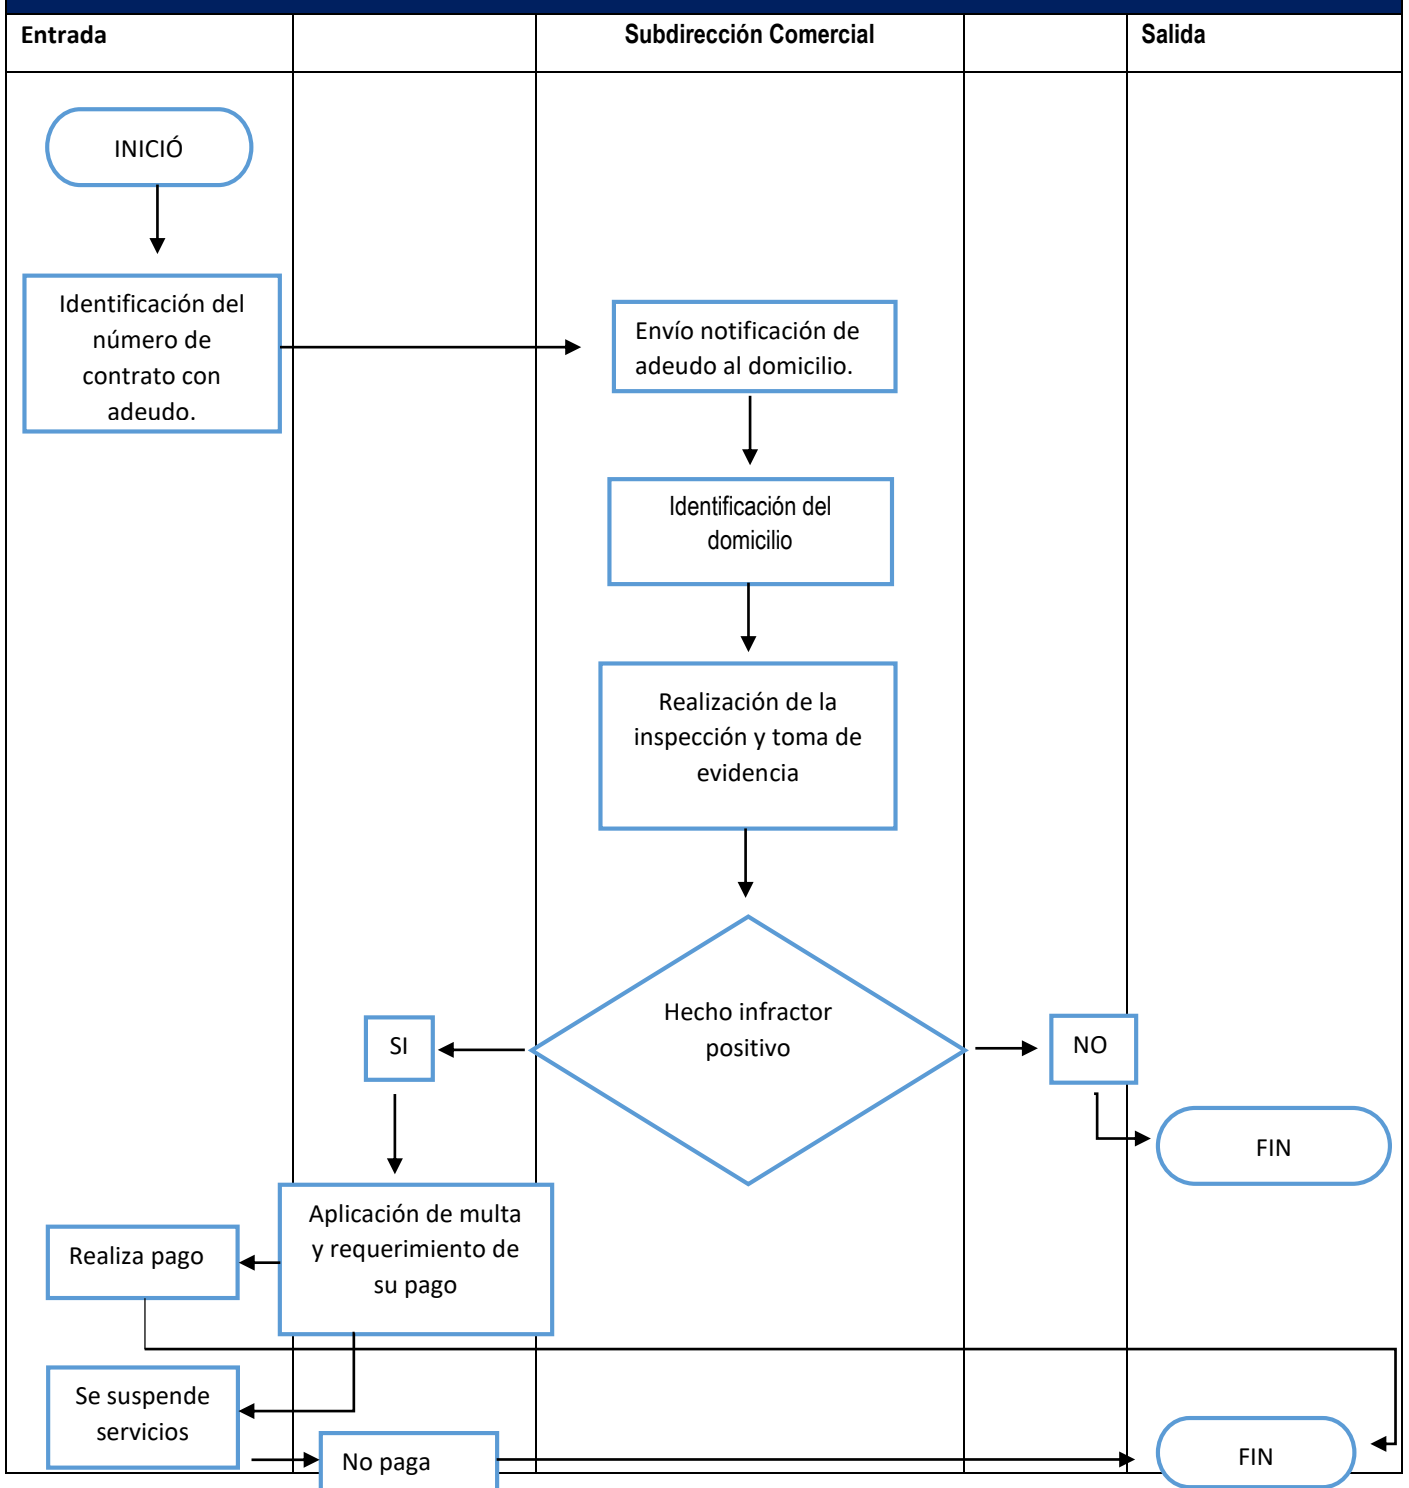 Entrada
Subdirección Comercial
Salida
INICIÓ
Identificación del
número de
contrato con
adeudo.
Envío notificación de
adeudo al domicilio.
Identificación del
domicilio
Realización de la
inspección y toma de
evidencia
Hecho infractor
positivo
SI
NO
FIN
Aplicación de multa
y requerimiento de
su pago
Realiza pago
Se suspende
servicios
No paga
FIN